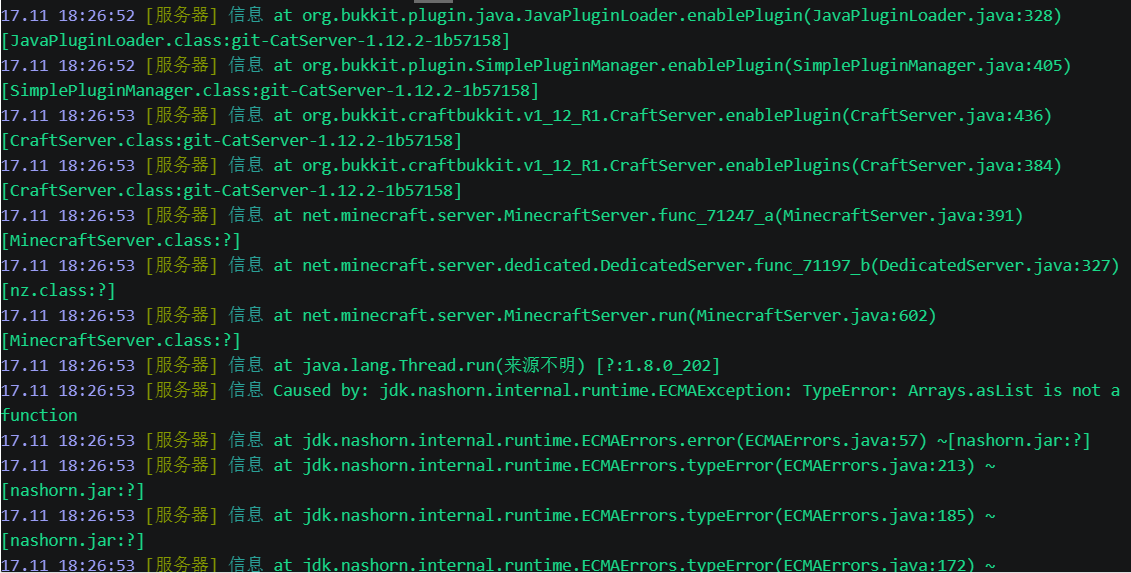 17.11 18:26:52 [服务器] 信息 at org.bukkit.plugin.java.JavaPluginLoader.enablePlugin(JavaPluginLoader.java:328)
[JavaPluginLoader.class:git-CatServer-1.12.2-1b57158]
17.11 18:26:52 [服务器] 信息 at org.bukkit.plugin.SimplePluginManager.enablePlugin(SimplePluginManager.java:405)
[SimplePluginManager.class:git-CatServer-1.12.2-1b57158]
17.11 18:26:53 [服务器] 信息 at org.bukkit.craftbukkit.v1_12_R1.CraftServer.enablePlugin(CraftServer.java:436)
[CraftServer.class:git-CatServer-1.12.2-1b57158]
17.11 18:26:53 [服务器] 信息 at org.bukkit.craftbukkit.v1_12_R1.CraftServer.enablePlugins(CraftServer.java:384)
[CraftServer.class:git-CatServer-1.12.2-1b57158]
17.11 18:26:53 [服务器] 信息 at net.minecraft.server.MinecraftServer.func_71247_a(MinecraftServer.java:391)
[MinecraftServer.class:?]
17.11 18:26:53 [服务器] 信息 at net.minecraft.server.dedicated.DedicatedServer.func_71197_b(DedicatedServer.java:327)
[nz.class:?]
17.11 18:26:53 [服务器] 信息 at net.minecraft.server.MinecraftServer.run(MinecraftServer.java:602)
[MinecraftServer.class:?]
17.11 18:26:53 [服务器] 信息 at java.lang.Thread.run(来源不明) [?:1.8.0_202]
17.11 18:26:53 [服务器] 信息 Caused by: jdk.nashorn.internal.runtime.ECMAException: TypeError: Arrays.asList is not a
function
17.11 18:26:53 [服务器] 信息 at jdk.nashorn.internal.runtime.ECMAErrors.error(ECMAErrors.java:57) ~[nashorn.jar:?]
17.11 18:26:53 [服务器] 信息 at jdk.nashorn.internal.runtime.ECMAErrors.typeError(ECMAErrors.java:213) ~
[nashorn.jar:?]
17.11 18:26:53 [服务器] 信息 at jdk.nashorn.internal.runtime.ECMAErrors.typeError(ECMAErrors.java:185) ~
[nashorn.jar:?]
17.11 18:26:53 [服务器] 信息 at jdk.nashorn.internal.runtime.ECMAErrors.typeError(ECMAErrors.java:172) ~